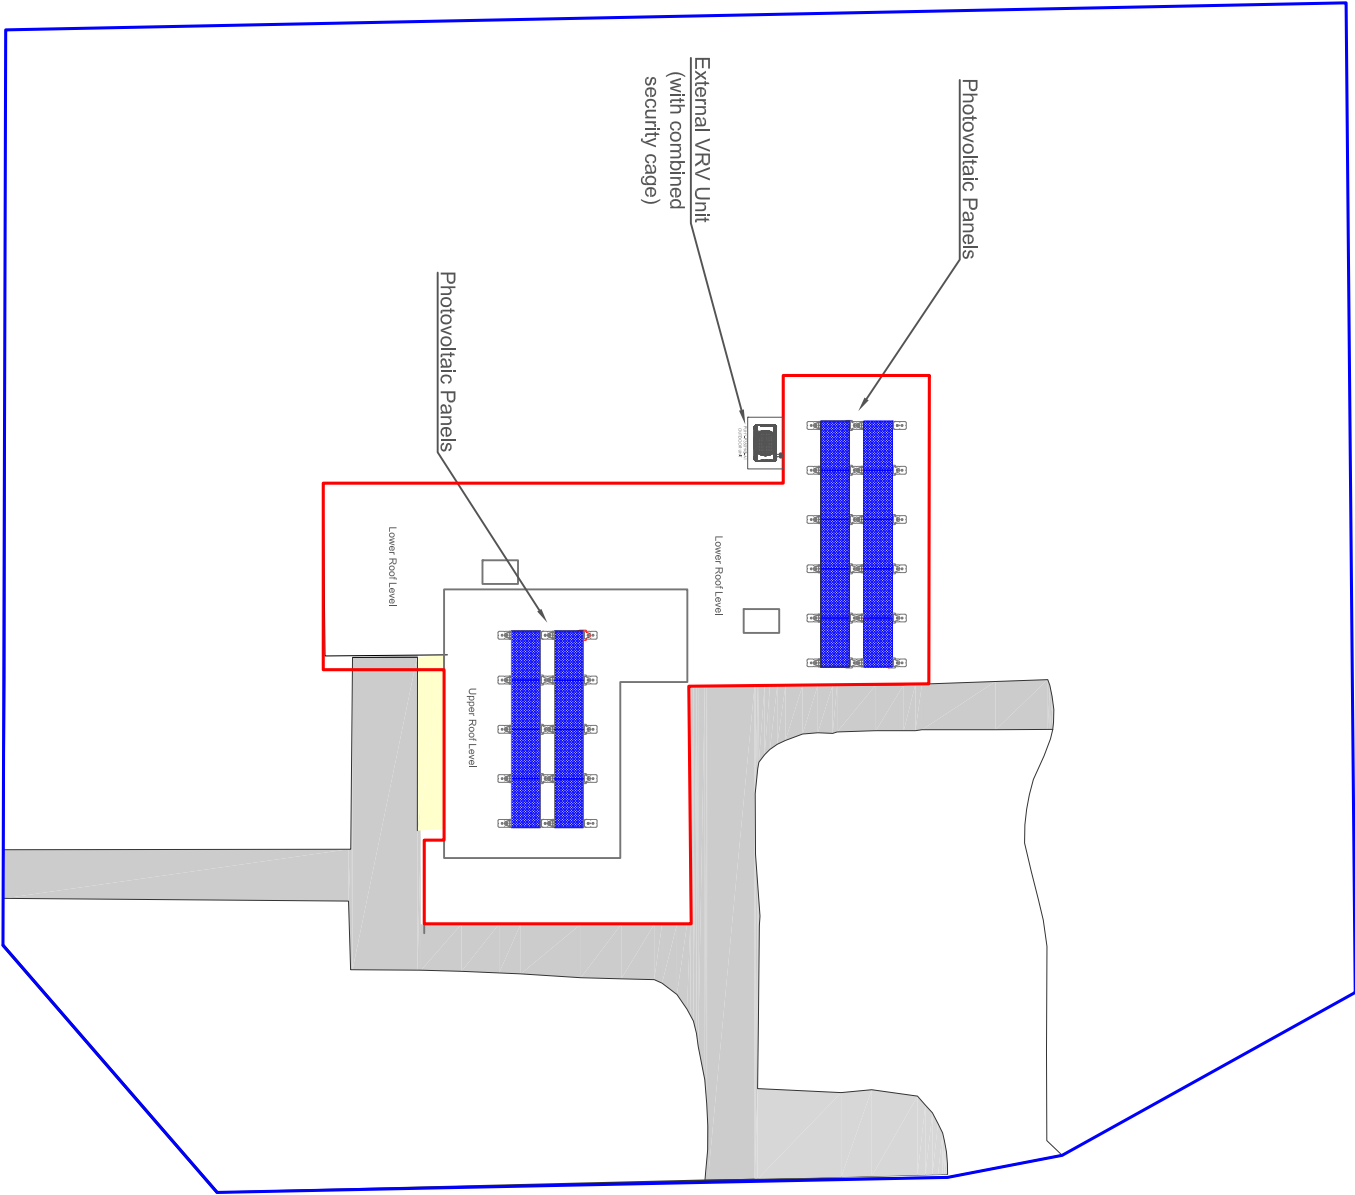 Photovoltaic Panels
External VRV Unit
(with combined
security cage)
Photovoltaic Panels
Lower Roof Level
Lower Roof Level
Upper Roof Level